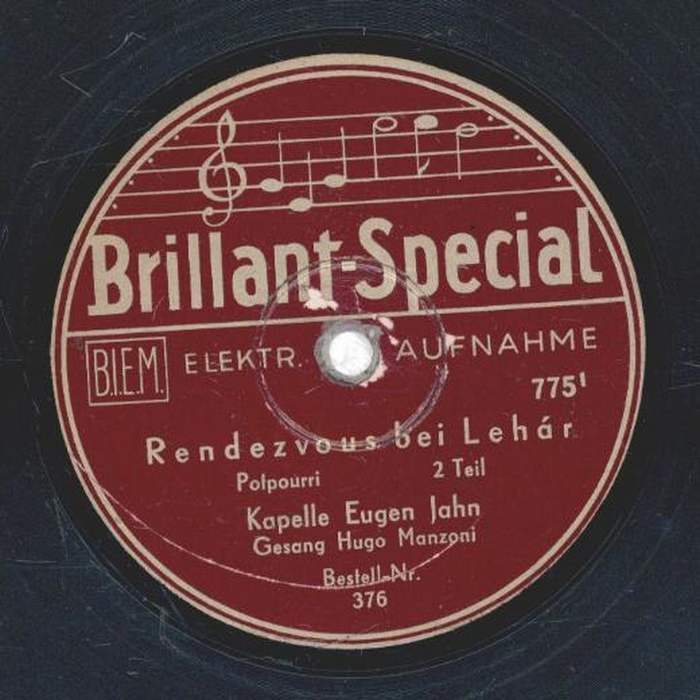 Brillant-Special
B.I.E.M. ELEKTR. AUFNAHME
775¹
Rendezvous bei Lehár
Potpourri 2 Teil
Kapelle Eugen Jahn
Gesang Hugo Manzoni
Bestell-Nr.
376